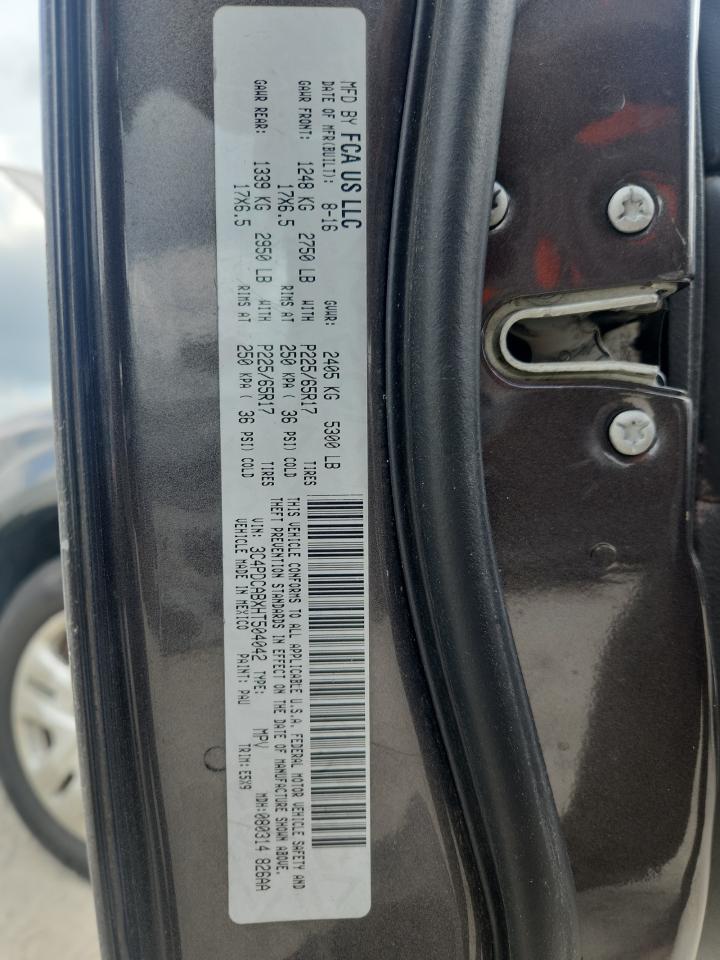 MFD BY FCA US LLC
DATE OF MFR(BUILT): 8-16 GVWR: 2405 KG 5300 LB
GAWR FRONT: 1248 KG 2750 LB WITH P225/65R17 TIRES
17X6.5 RIMS AT 250 KPA ( 36 PSI) COLD
GAWR REAR: 1339 KG 2950 LB WITH P225/65R17 TIRES
17X6.5 RIMS AT 250 KPA ( 36 PSI) COLD
THIS VEHICLE CONFORMS TO ALL APPLICABLE U.S.A. FEDERAL MOTOR VEHICLE SAFETY AND
THEFT PREVENTION STANDARDS IN EFFECT ON THE DATE OF MANUFACTURE SHOWN ABOVE.
VIN: 3C4PDCABXHT504042 TYPE: MPV MDH:080314 826AA
VEHICLE MADE IN MEXICO PAINT: PAU TRIM:E5X9